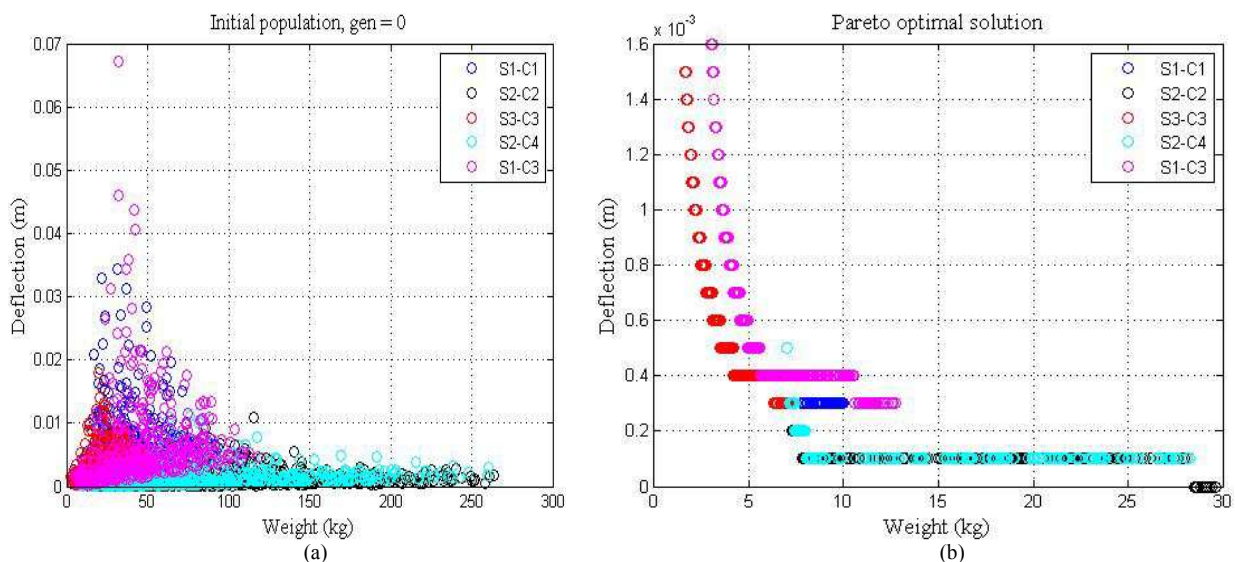 Initial population, gen = 0
0.07
0.06
0.05
0.04
0.03
0.02
0.01
0
Deflection (m)
S1-C1
S2-C2
S3-C3
S2-C4
S1-C3
0 50 100 150 200 250 300
Weight (kg)
(a)
Pareto optimal solution
x 10⁻³
1.6
1.4
1.2
1
0.8
0.6
0.4
0.2
0
Deflection (m)
S1-C1
S2-C2
S3-C3
S2-C4
S1-C3
0 5 10 15 20 25 30
Weight (kg)
(b)